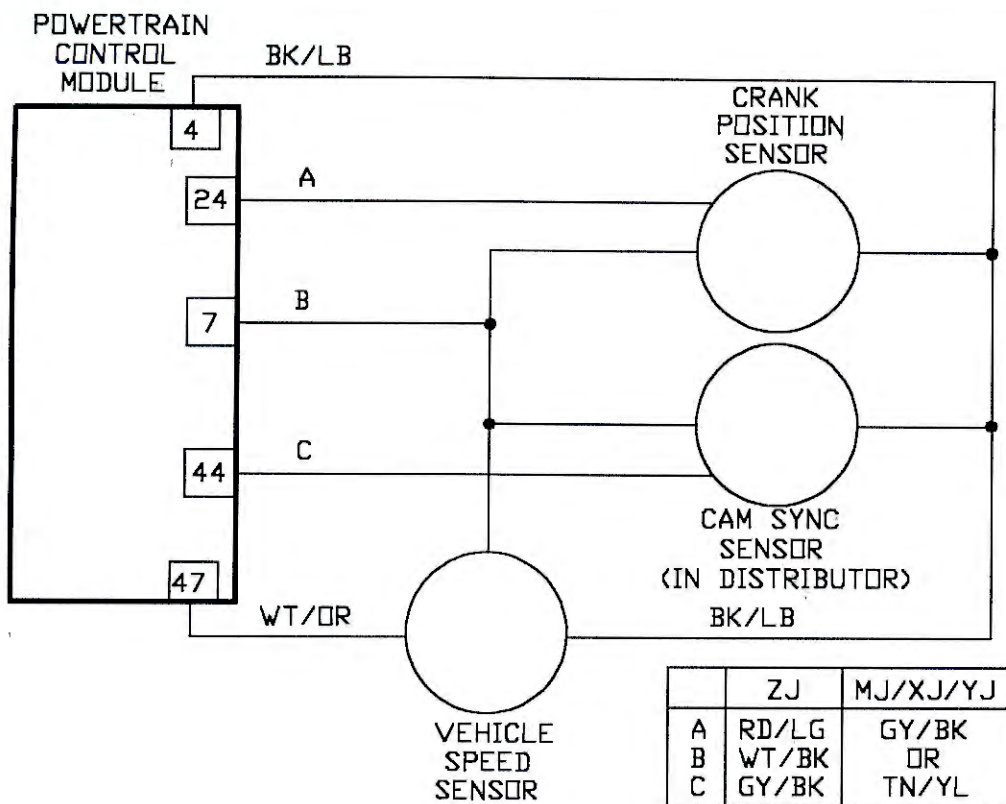 POWERTRAIN
CONTROL
MODULE
BK/LB
4
CRANK
POSITION
SENSOR
24
A
7
B
44
C
CAM SYNC
SENSOR
(IN DISTRIBUTOR)
47
WT/OR
BK/LB
VEHICLE
SPEED
SENSOR
ZJ MJ/XJ/YJ
A RD/LG GY/BK
B WT/BK OR
C GY/BK TN/YL